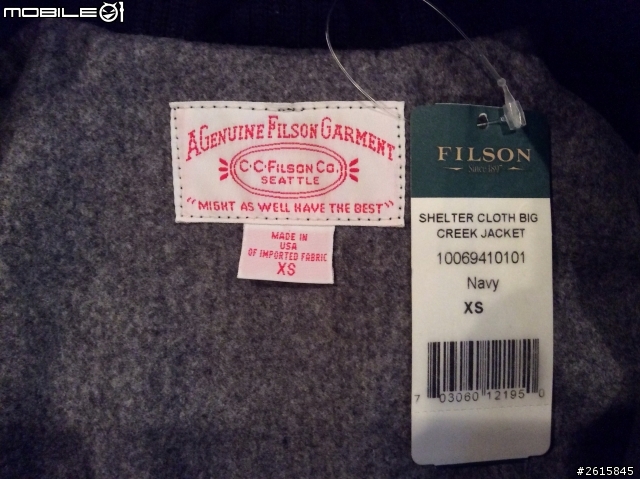 MOBILE01
A GENUINE FILSON GARMENT
C·C·FILSON CO.
SEATTLE
"MIGHT AS WELL HAVE THE BEST"
MADE IN
USA
OF IMPORTED FABRIC
XS
FILSON
Since 1897
SHELTER CLOTH BIG
CREEK JACKET
10069410101
Navy
XS
7 03060 12195 0
#2615845